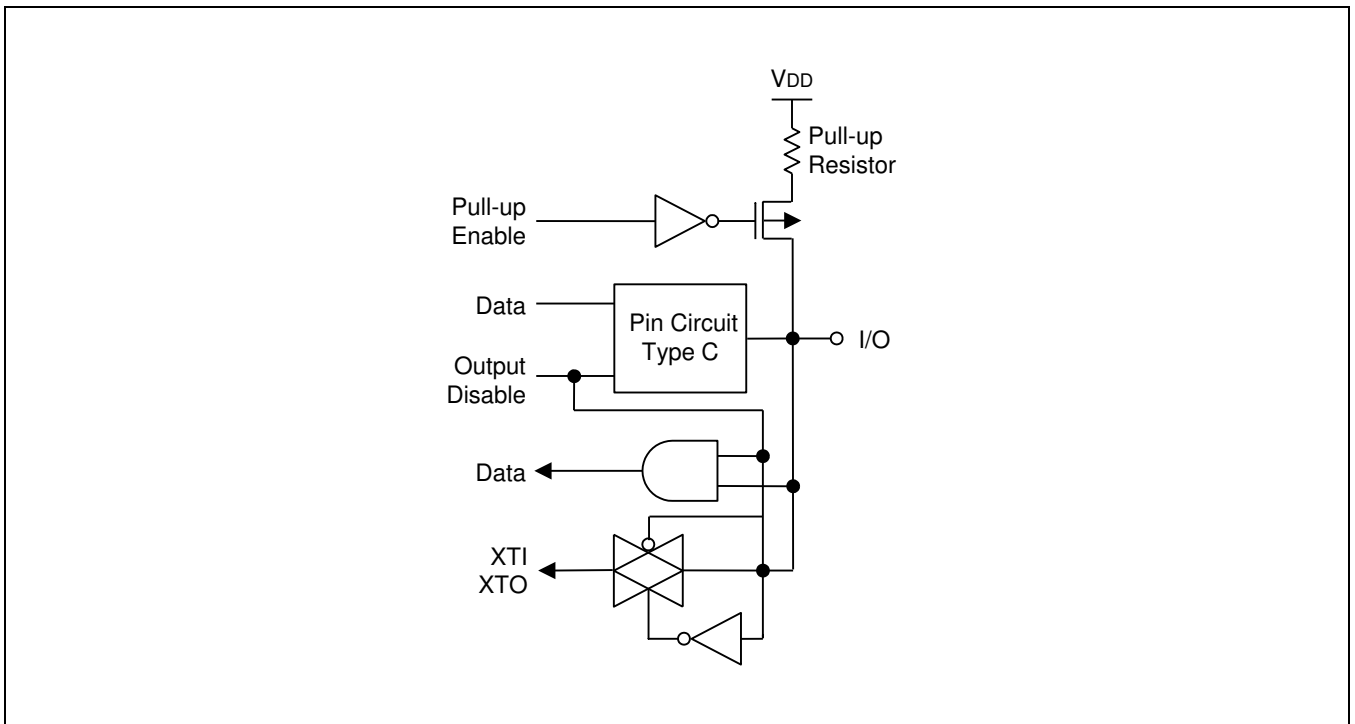 VDD
Pull-up
Resistor
Pull-up
Enable
Data
Pin Circuit
Type C
I/O
Output
Disable
Data
XTI
XTO